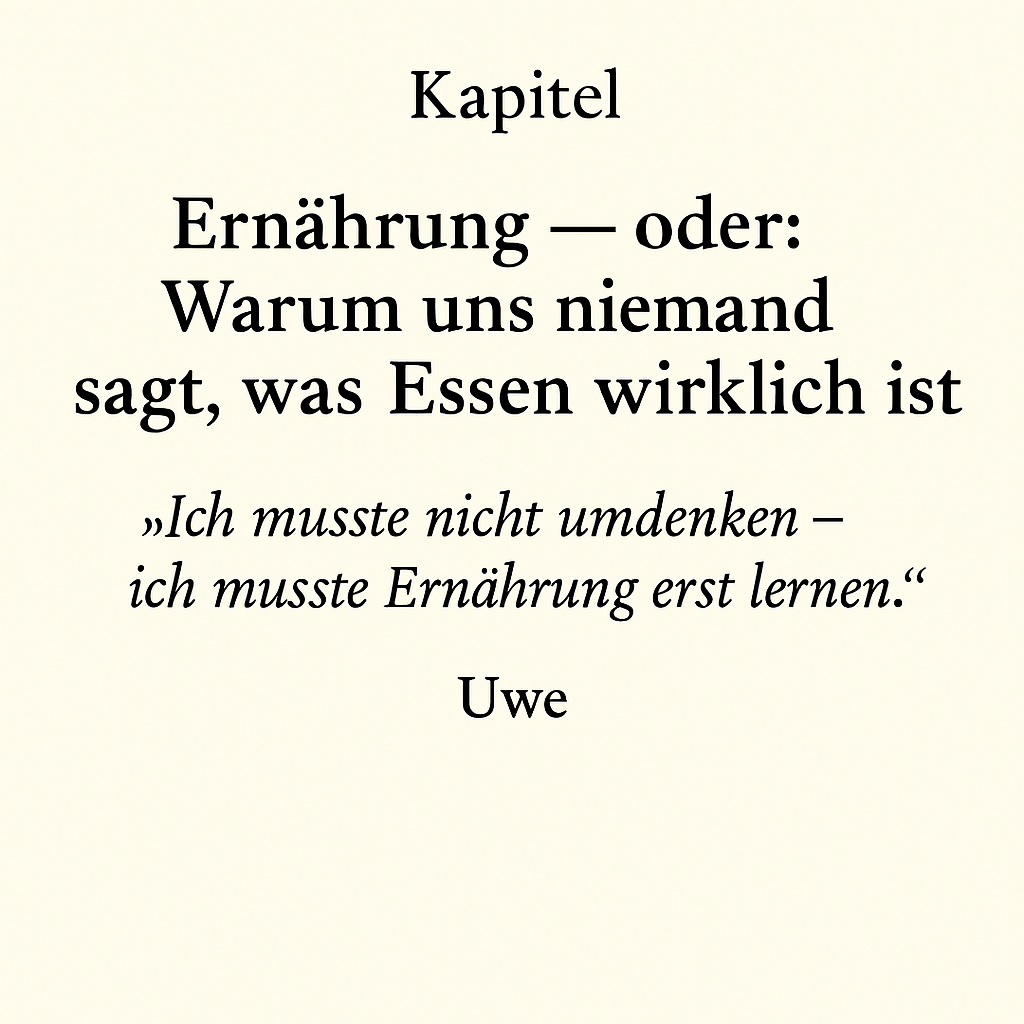 Kapitel
Ernährung — oder:
Warum uns niemand
sagt, was Essen wirklich ist
„Ich musste nicht umdenken –
ich musste Ernährung erst lernen.“
Uwe